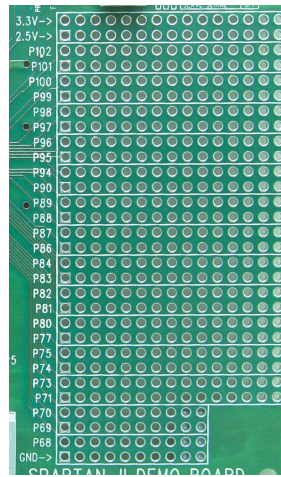 3.3V->
2.5V->
P102
P101
P100
P99
P98
P97
P96
P95
P94
P90
P89
P88
P87
P86
P84
P83
P82
P81
P80
P77
P75
P74
P73
P71
P70
P69
P68
GND->
SPARTAN II DEMO BOARD